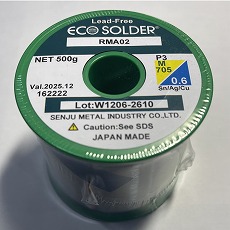 Lead-Free
ECO SOLDER®
RMA02
NET 500g
P3
M
705
0.6
Sn/Ag/Cu
Val.2025.12
162222
Lot:W1206-2610
SENJU METAL INDUSTRY CO.,LTD.
Caution:See SDS
JAPAN MADE